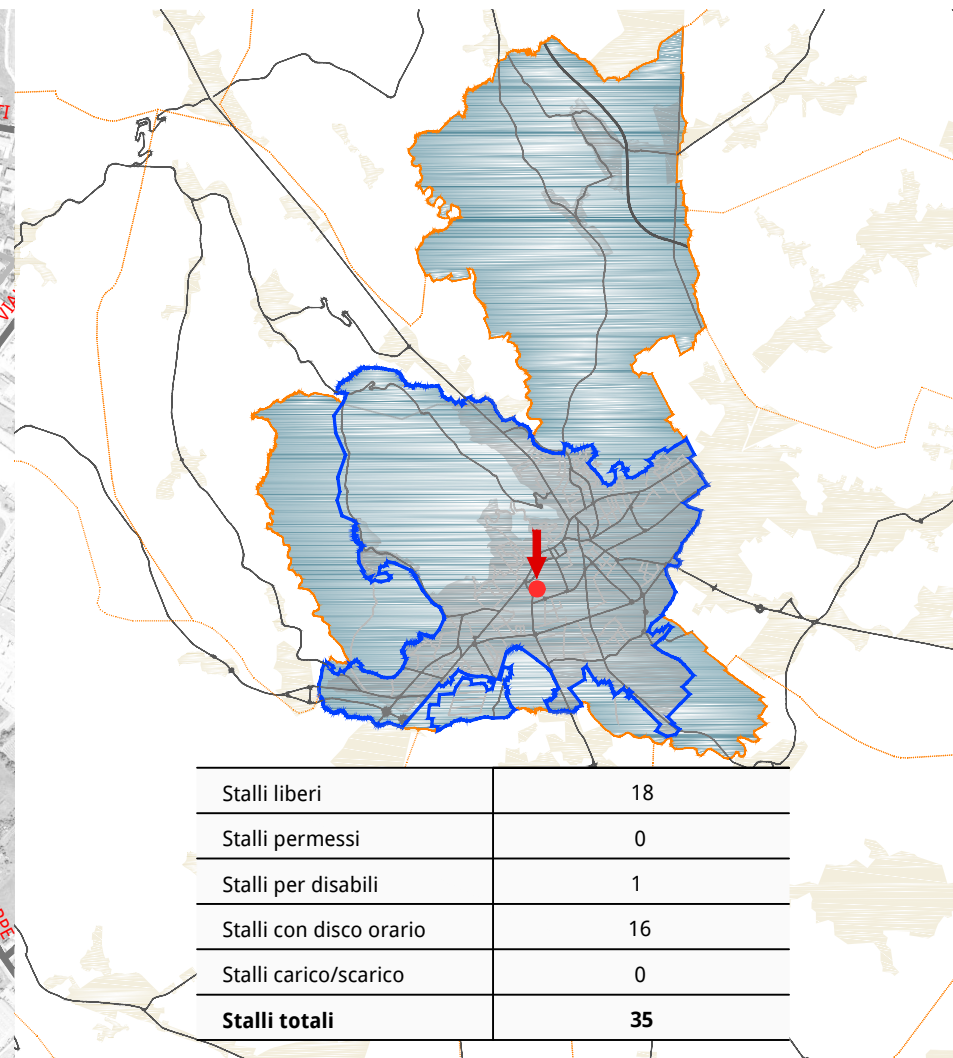 Stalli liberi 18
Stalli permessi 0
Stalli per disabili 1
Stalli con disco orario 16
Stalli carico/scarico 0
Stalli totali 35